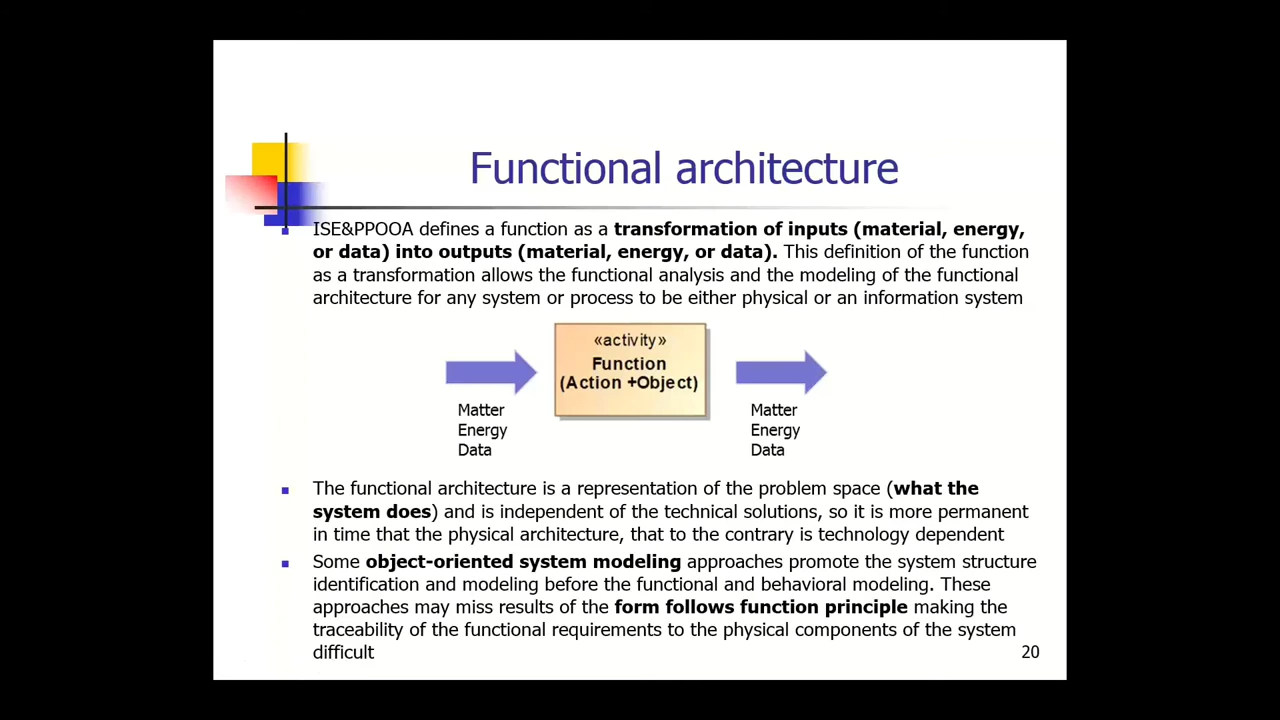 Functional architecture
ISE&PPOOA defines a function as a transformation of inputs (material, energy,
or data) into outputs (material, energy, or data). This definition of the function
as a transformation allows the functional analysis and the modeling of the functional
architecture for any system or process to be either physical or an information system
«activity»
Function
(Action +Object)
Matter
Energy
Data
Matter
Energy
Data
The functional architecture is a representation of the problem space (what the
system does) and is independent of the technical solutions, so it is more permanent
in time that the physical architecture, that to the contrary is technology dependent
Some object-oriented system modeling approaches promote the system structure
identification and modeling before the functional and behavioral modeling. These
approaches may miss results of the form follows function principle making the
traceability of the functional requirements to the physical components of the system
difficult
20